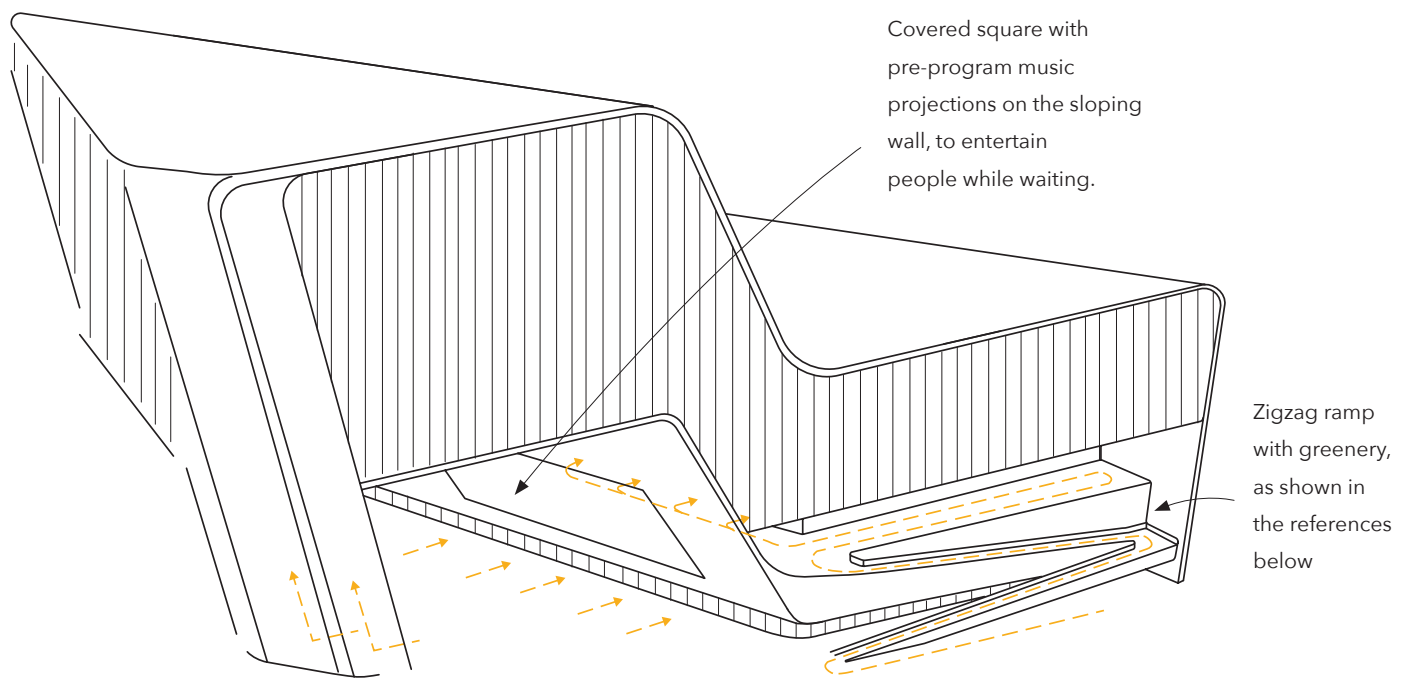 Covered square with
pre-program music
projections on the sloping
wall, to entertain
people while waiting.
Zigzag ramp
with greenery,
as shown in
the references
below